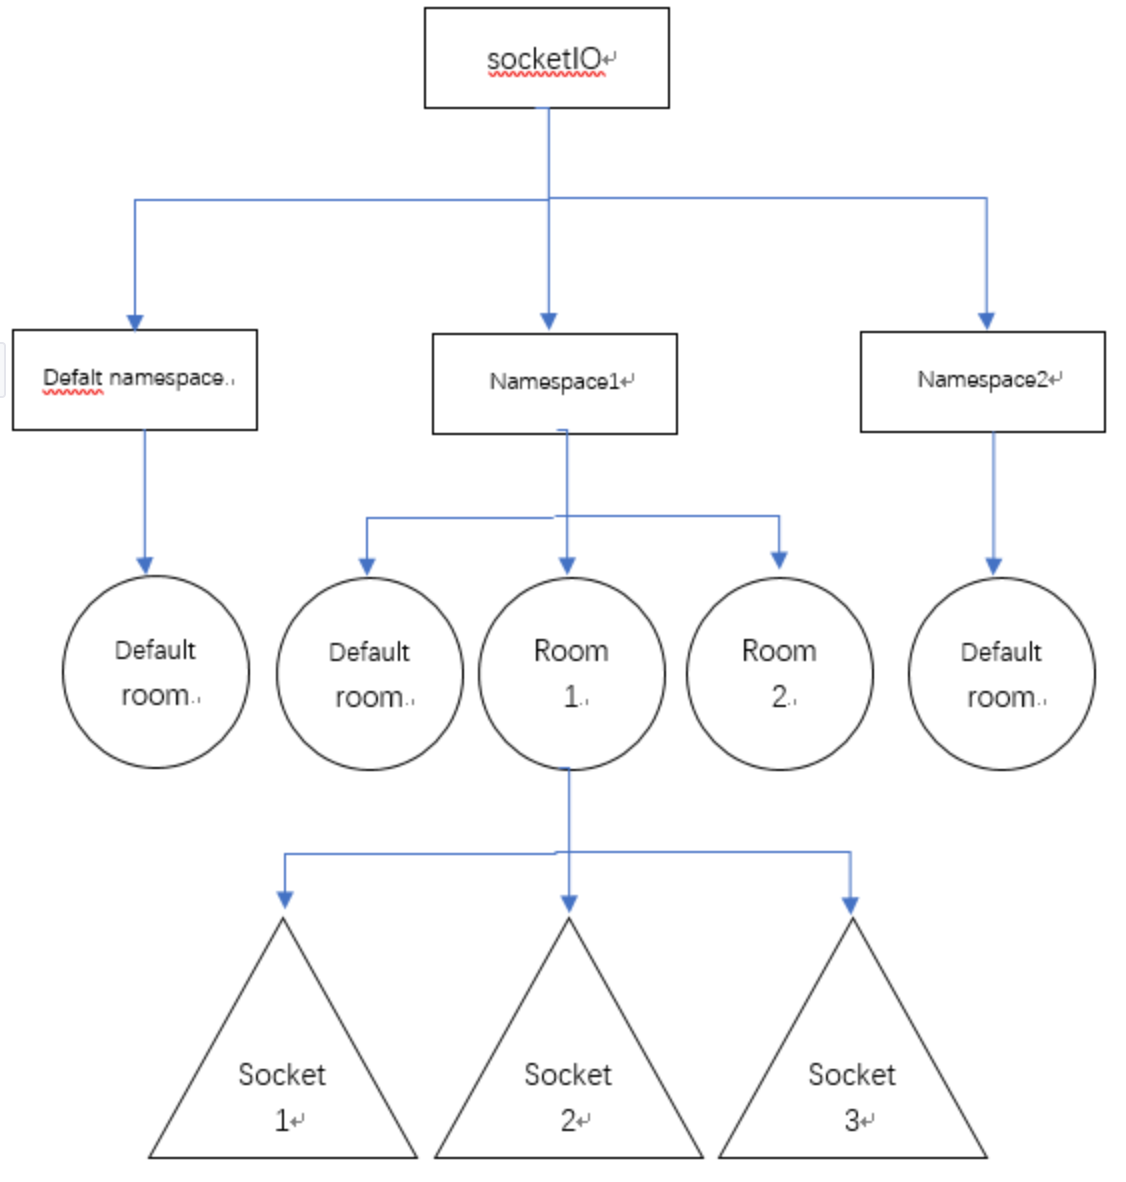 socketIO
Defalt namespace
Namespace1
Namespace2
Default
room
Default
room
Room
1
Room
2
Default
room
Socket
1
Socket
2
Socket
3